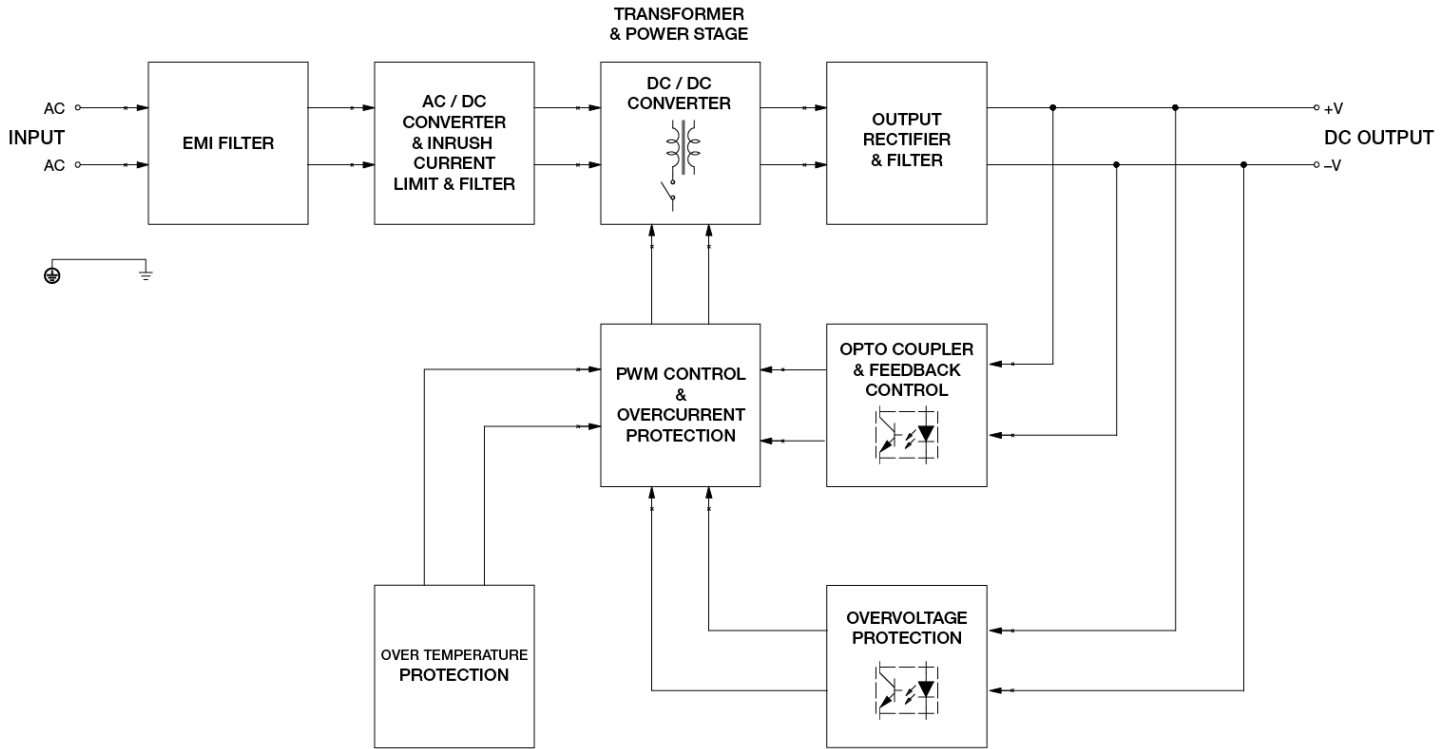 TRANSFORMER
& POWER STAGE
AC
INPUT
AC
EMI FILTER
AC / DC
CONVERTER
& INRUSH
CURRENT
LIMIT & FILTER
DC / DC
CONVERTER
OUTPUT
RECTIFIER
& FILTER
+V
DC OUTPUT
–V
PWM CONTROL
&
OVERCURRENT
PROTECTION
OPTO COUPLER
& FEEDBACK
CONTROL
OVER TEMPERATURE
PROTECTION
OVERVOLTAGE
PROTECTION